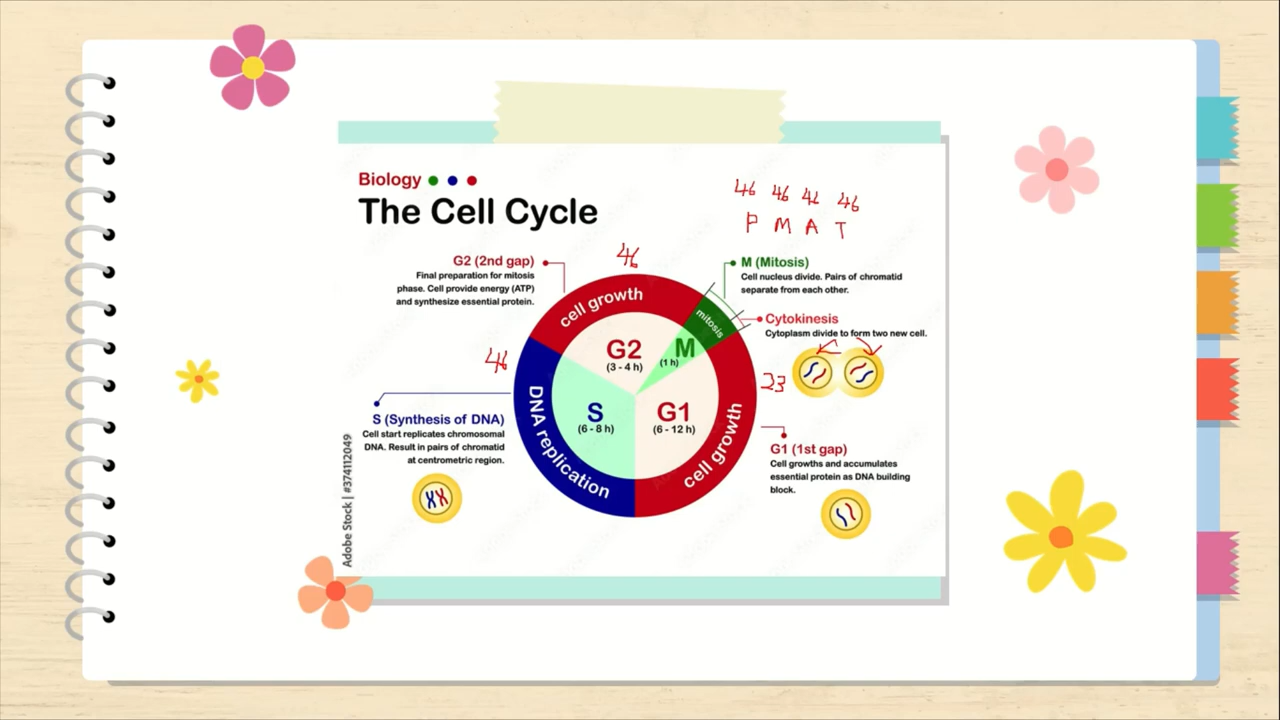 Biology
The Cell Cycle
46 46 46 46
P M A T
46
G2 (2nd gap)
Final preparation for mitosis
phase. Cell provide energy (ATP)
and synthesize essential protein.
M (Mitosis)
Cell nucleus divide. Pairs of chromatid
separate from each other.
Cytokinesis
Cytoplasm divide to form two new cell.
cell growth
mitosis
G2
(3 - 4 h)
M
(1 h)
46
23
DNA replication
S
(6 - 8 h)
G1
(6 - 12 h)
cell growth
S (Synthesis of DNA)
Cell start replicates chromosomal
DNA. Result in pairs of chromatid
at centrometric region.
G1 (1st gap)
Cell growths and accumulates
essential protein as DNA building
block.
Adobe Stock | #374112049